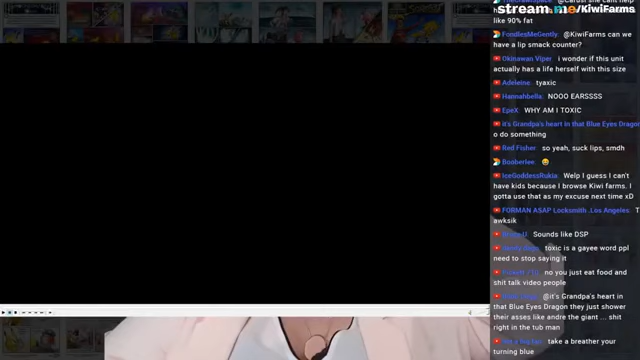 stream.me/KiwiFarms
like 90% fat
FondlesMeGently: @KiwiFarms can we
have a lip smack counter?
Okinawan Viper: i wonder if this unit
actually has a life herself with this size
Adeleine: tyaxic
Hannahbella: NOOO EARSSSS
EpeX: WHY AM I TOXIC
it's Grandpa's heart in that Blue Eyes Dragon:
o do something
Red Fisher: so yeah, suck lips, smdh
Booberlee:
IceGoddessRukia: Welp I guess I can't
have kids because I browse Kiwi farms. I
gotta use that as my excuse next time xD
FORMAN ASAP Locksmith .Los Angeles: T
awksik
Sounds like DSP
toxic is a gayee word ppl
need to stop saying it
no you just eat food and
shit talk video people
@it's Grandpa's heart in
that Blue Eyes Dragon they just shower
their asses like andre the giant ... shit
right in the tub man
take a breather your
turning blue